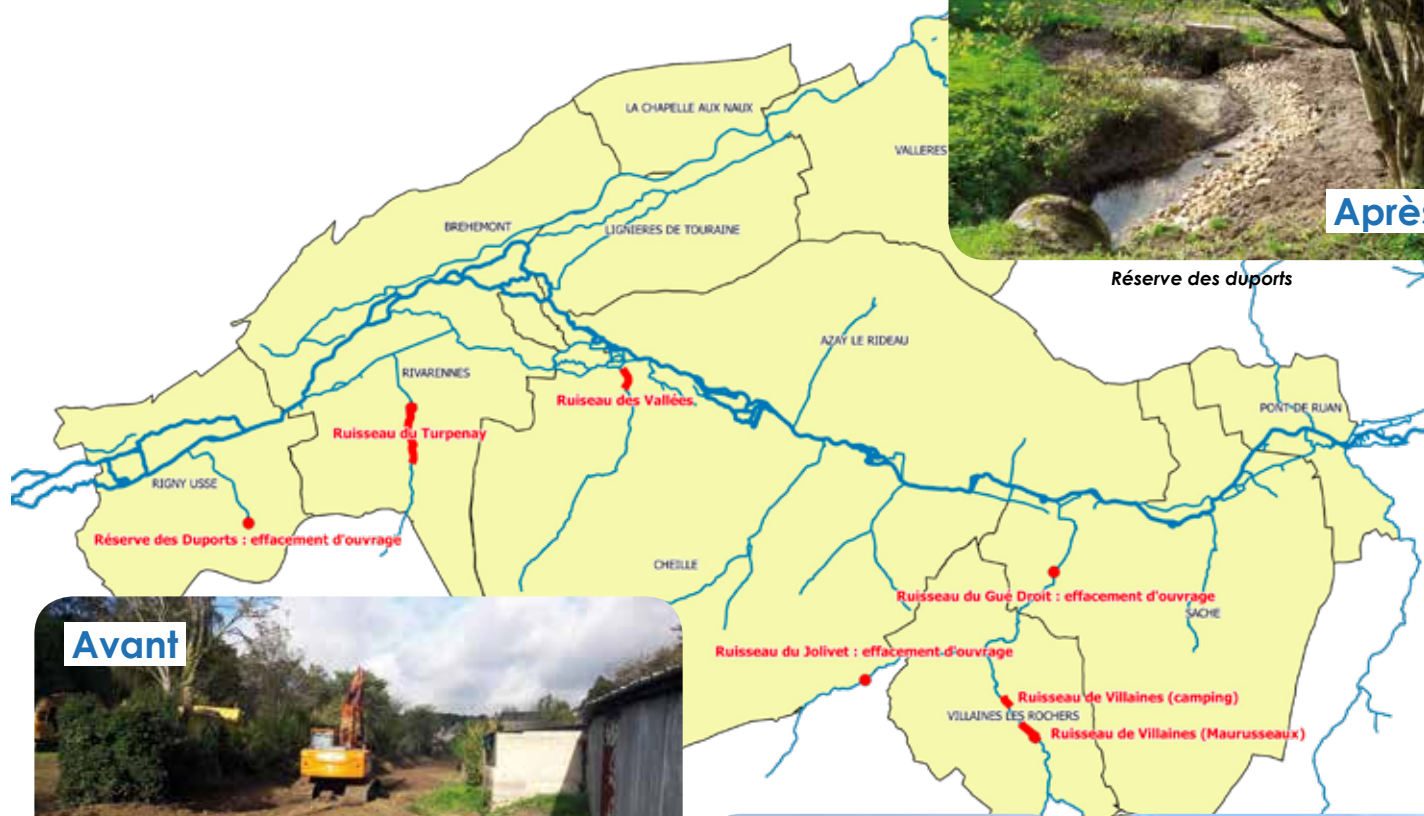 LA CHAPELLE AUX NAUX
VALLERES
BREHEMONT
LIGNIERES DE TOURAINE
Après
Réserve des duports
AZAY LE RIDEAU
RIVARENNES
Ruiseau des Vallées
PONT DE RUAN
Ruisseau du Turpenay
RIGNY USSE
Réserve des Duports : effacement d'ouvrage
CHEILLE
Ruisseau du Gué Droit : effacement d'ouvrage
SACHE
Avant
Ruisseau du Jolivet : effacement d'ouvrage
Ruisseau de Villaines (camping)
VILLAINES LES ROCHERS
Ruisseau de Villaines (Maurusseaux)